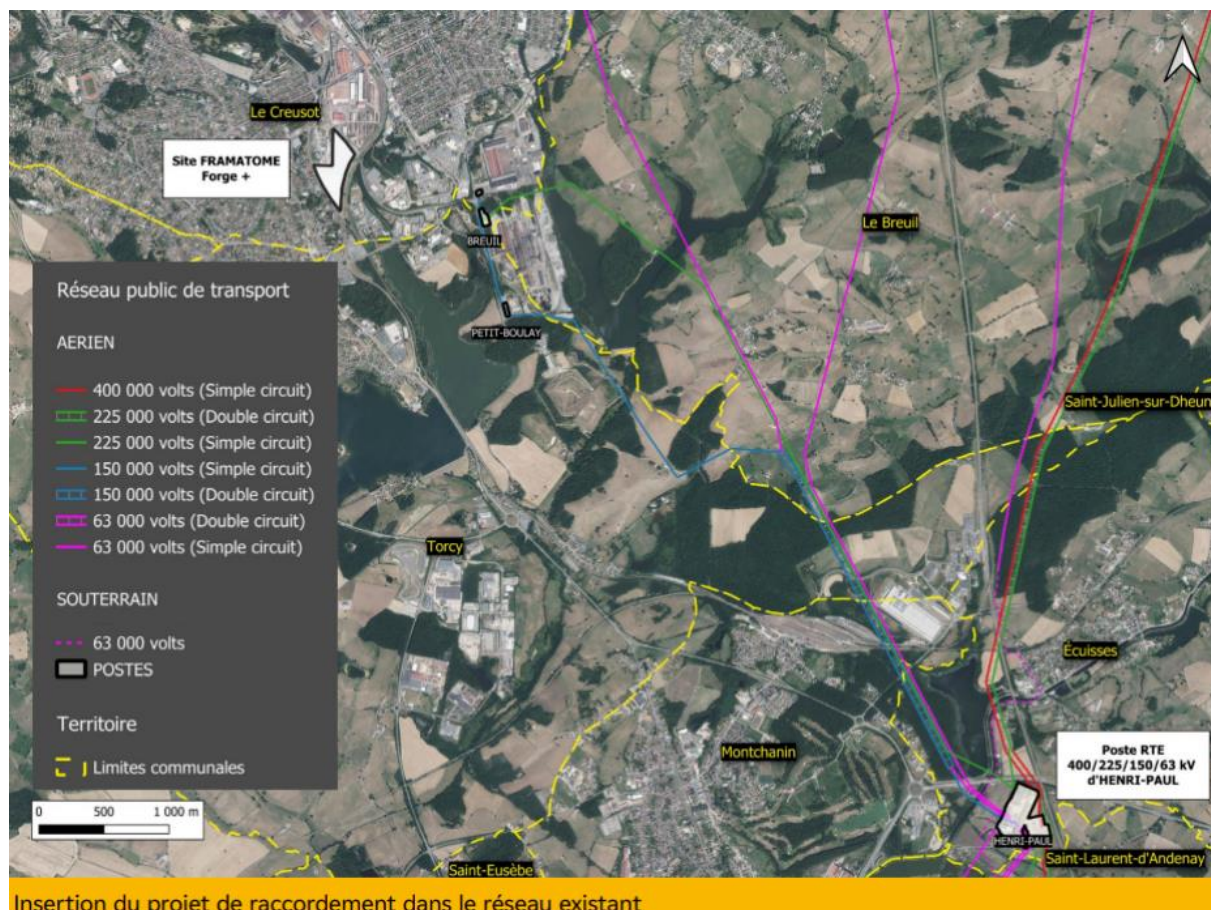 Le Creusot
Site FRAMATOME
Forge +
BREUIL
Le Breuil
PETIT-BOULAY
Réseau public de transport
AERIEN
400 000 volts (Simple circuit)
225 000 volts (Double circuit)
225 000 volts (Simple circuit)
150 000 volts (Simple circuit)
150 000 volts (Double circuit)
63 000 volts (Double circuit)
63 000 volts (Simple circuit)
SOUTERRAIN
63 000 volts
POSTES
Territoire
Limites communales
0 500 1 000 m
Saint-Julien-sur-Dheun
Torcy
Écuisses
Montchanin
Poste RTE
400/225/150/63 kV
d'HENRI-PAUL
HENRI-PAUL
Saint-Laurent-d'Andenay
Saint-Eusèbe
Insertion du projet de raccordement dans le réseau existant